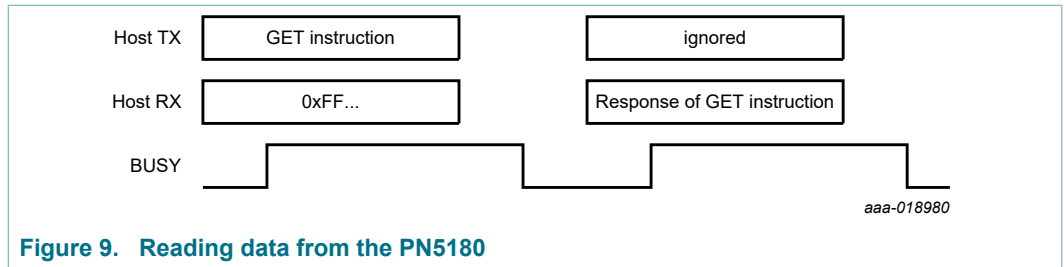 Host TX GET instruction ignored
Host RX 0xFF... Response of GET instruction
BUSY
aaa-018980
Figure 9. Reading data from the PN5180